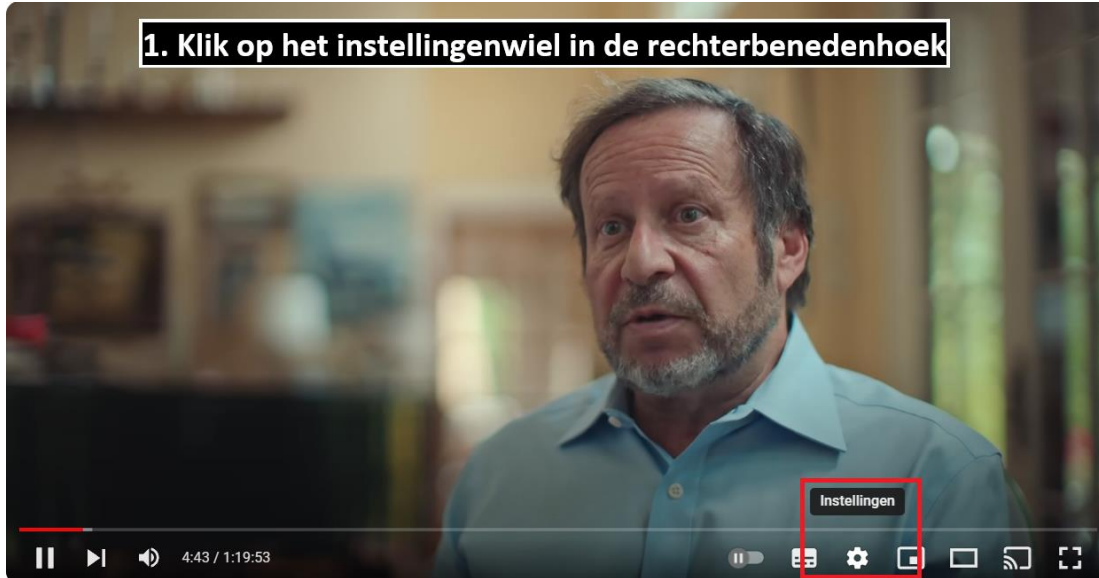 1. Klik op het instellingenwiel in de rechterbenedenhoek
Instellingen
4:43 / 1:19:53